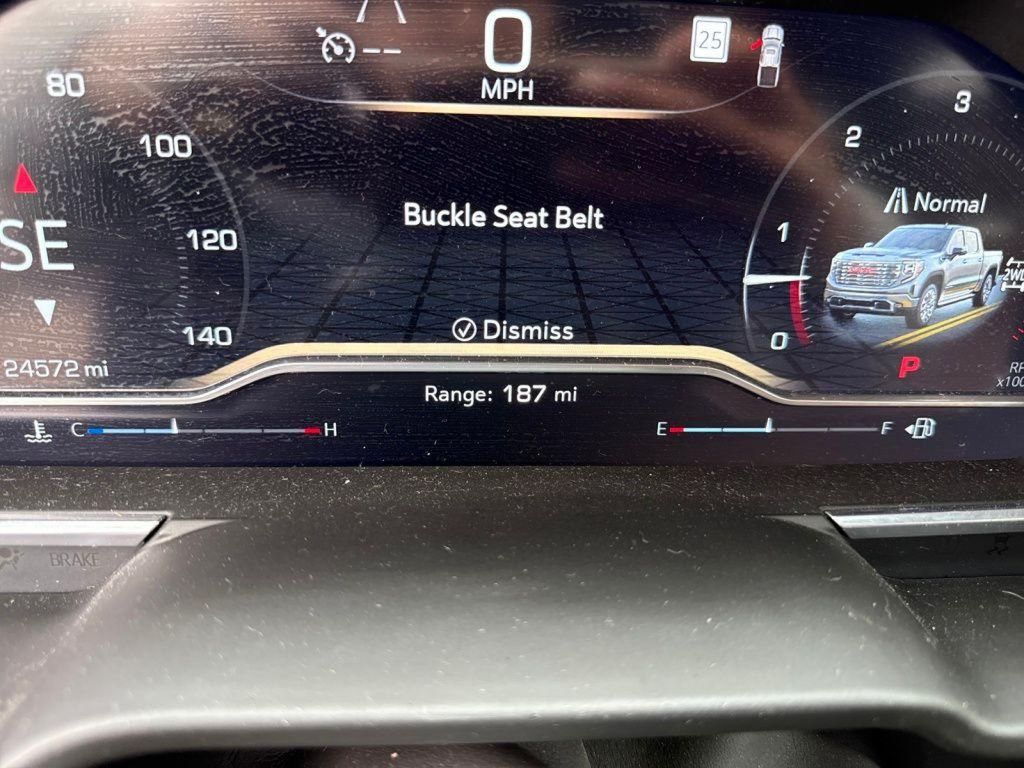 0
MPH
25
80
100
120
140
SE
24572 mi
Buckle Seat Belt
Dismiss
Range: 187 mi
C H
E F
3
2
1
0
Normal
GMC
P
BRAKE